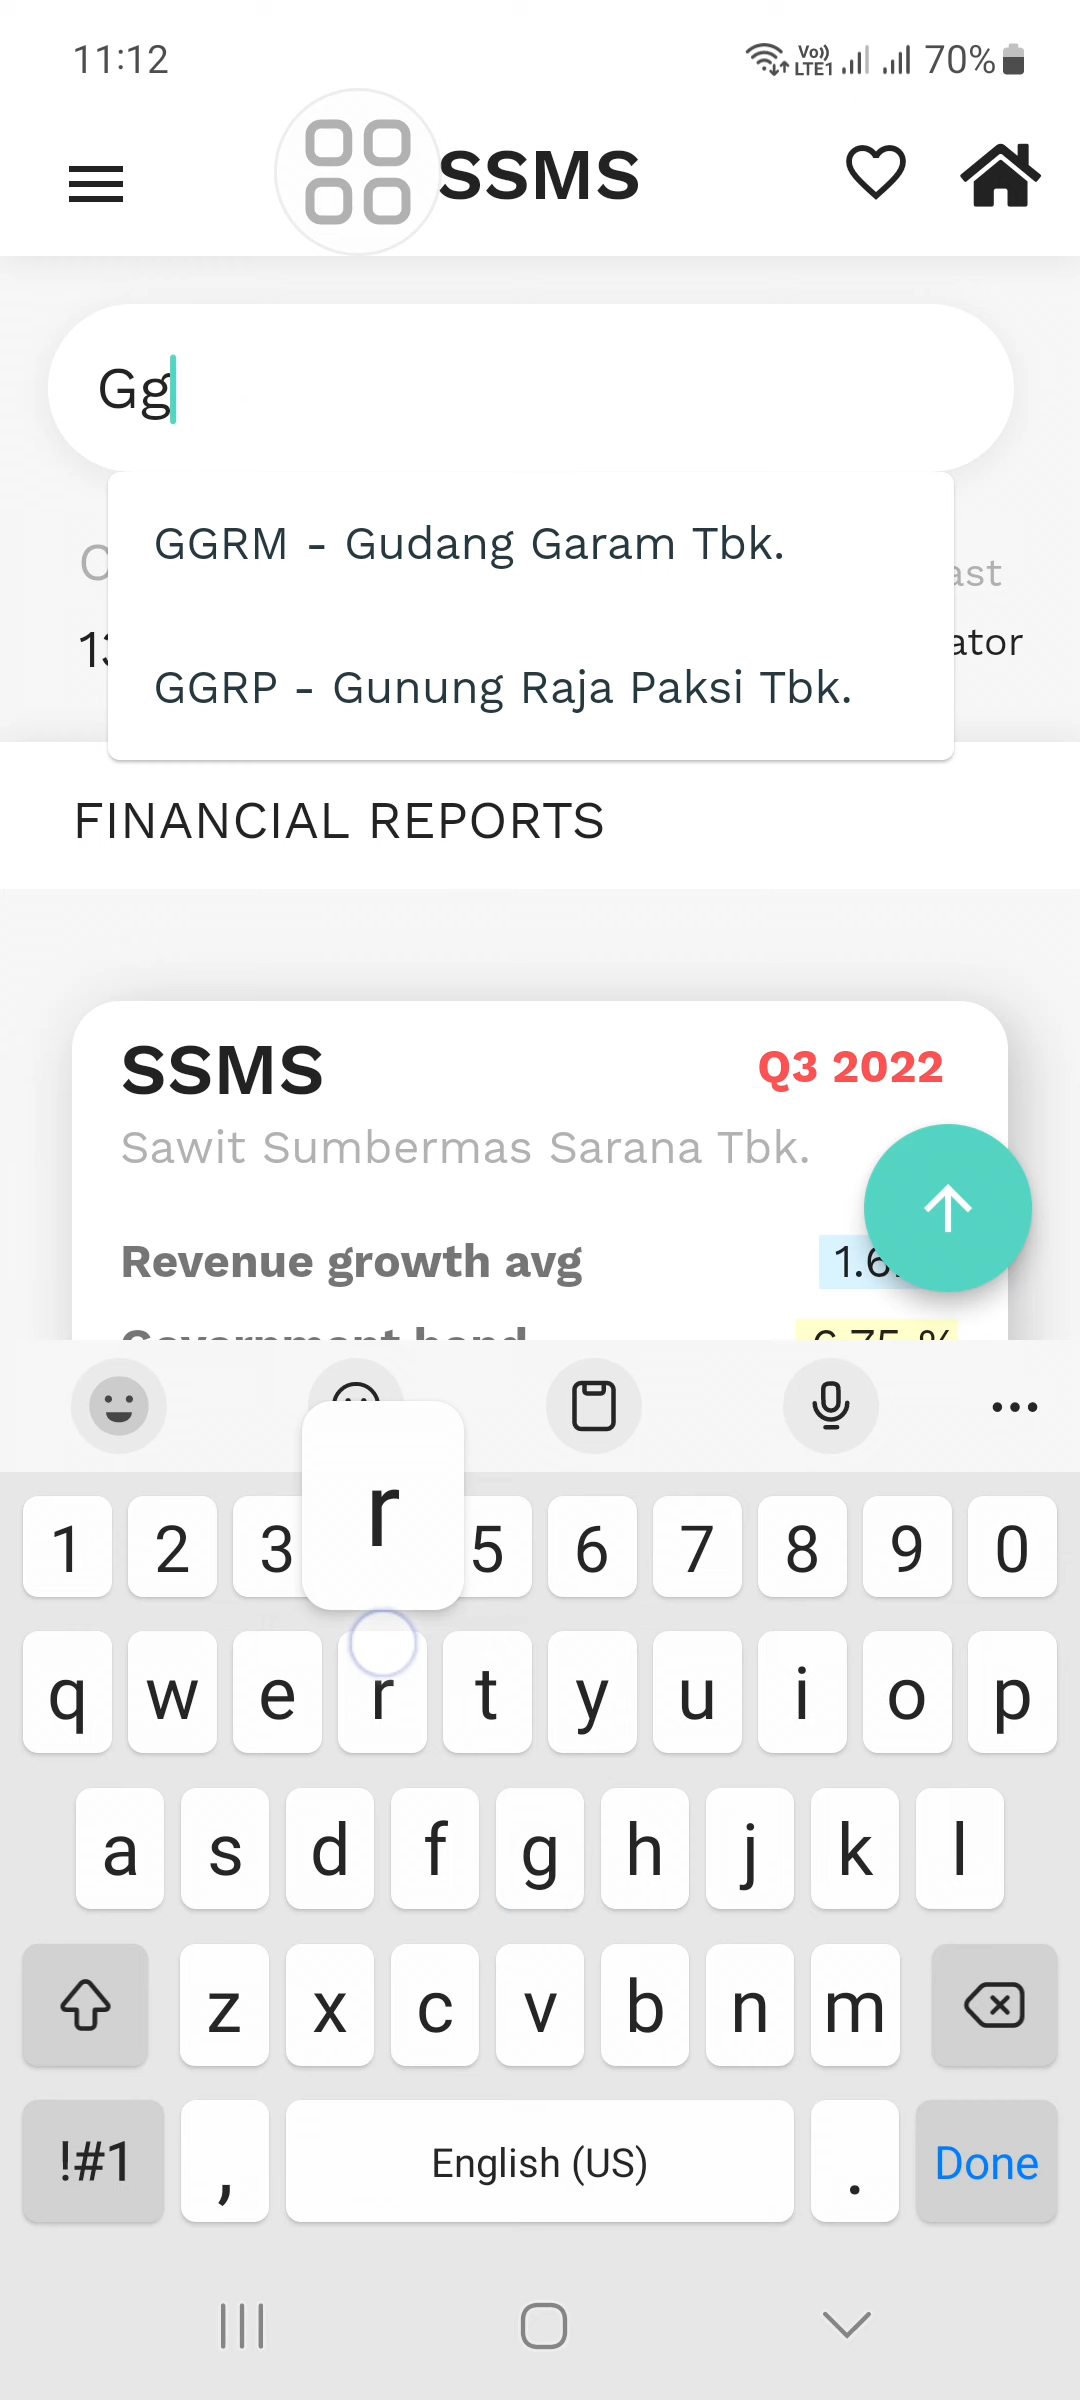 11:12 Vo)) LTE1 70%
SSMS
Gg
GGRM - Gudang Garam Tbk.
GGRP - Gunung Raja Paksi Tbk.
FINANCIAL REPORTS
SSMS Q3 2022
Sawit Sumbermas Sarana Tbk.
Revenue growth avg
r
1 2 3 5 6 7 8 9 0
q w e r t y u i o p
a s d f g h j k l
z x c v b n m
!#1 , English (US) . Done